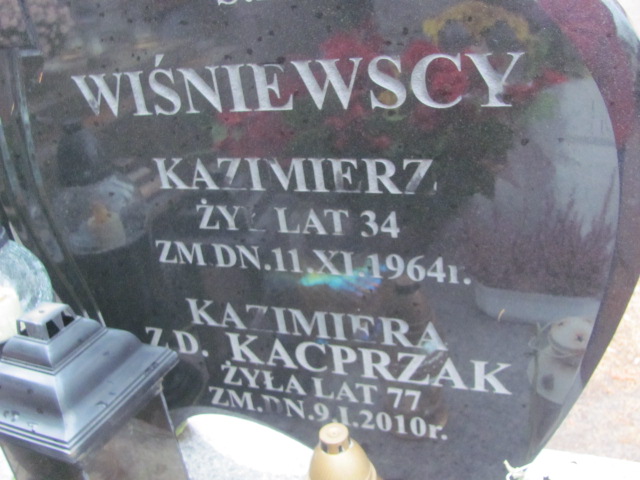 WIŚNIEWSCY
KAZIMIERZ
ŻYŁ LAT 34
ZM.DN.11.XI.1964r.
KAZIMIERA
Z.D. KACPRZAK
ŻYŁA LAT 77
ZM.DN.9.I.2010r.